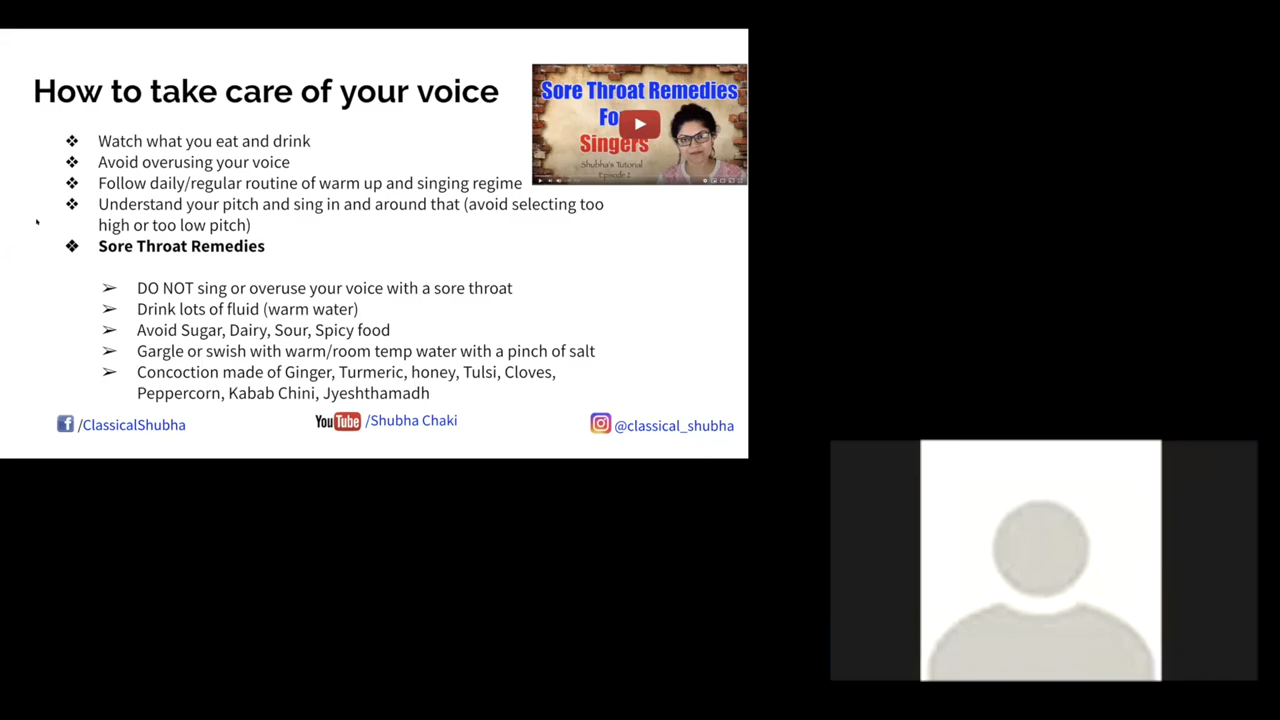 How to take care of your voice
Sore Throat Remedies
For
Singers
Shubha's Tutorial
Episode 2
❖ Watch what you eat and drink
❖ Avoid overusing your voice
❖ Follow daily/regular routine of warm up and singing regime
❖ Understand your pitch and sing in and around that (avoid selecting too
high or too low pitch)
❖ Sore Throat Remedies
➢ DO NOT sing or overuse your voice with a sore throat
➢ Drink lots of fluid (warm water)
➢ Avoid Sugar, Dairy, Sour, Spicy food
➢ Gargle or swish with warm/room temp water with a pinch of salt
➢ Concoction made of Ginger, Turmeric, honey, Tulsi, Cloves,
Peppercorn, Kabab Chini, Jyeshthamadh
f /ClassicalShubha
YouTube /Shubha Chaki
@classical_shubha